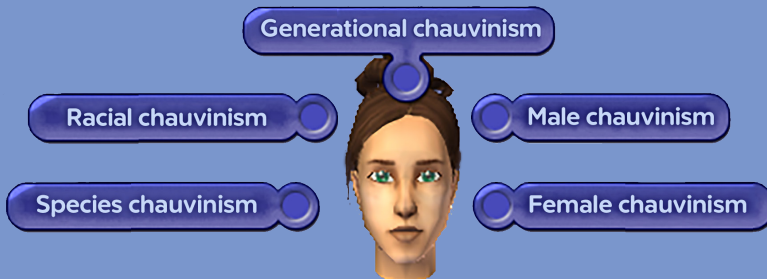 Generational chauvinism
Racial chauvinism
Male chauvinism
Species chauvinism
Female chauvinism